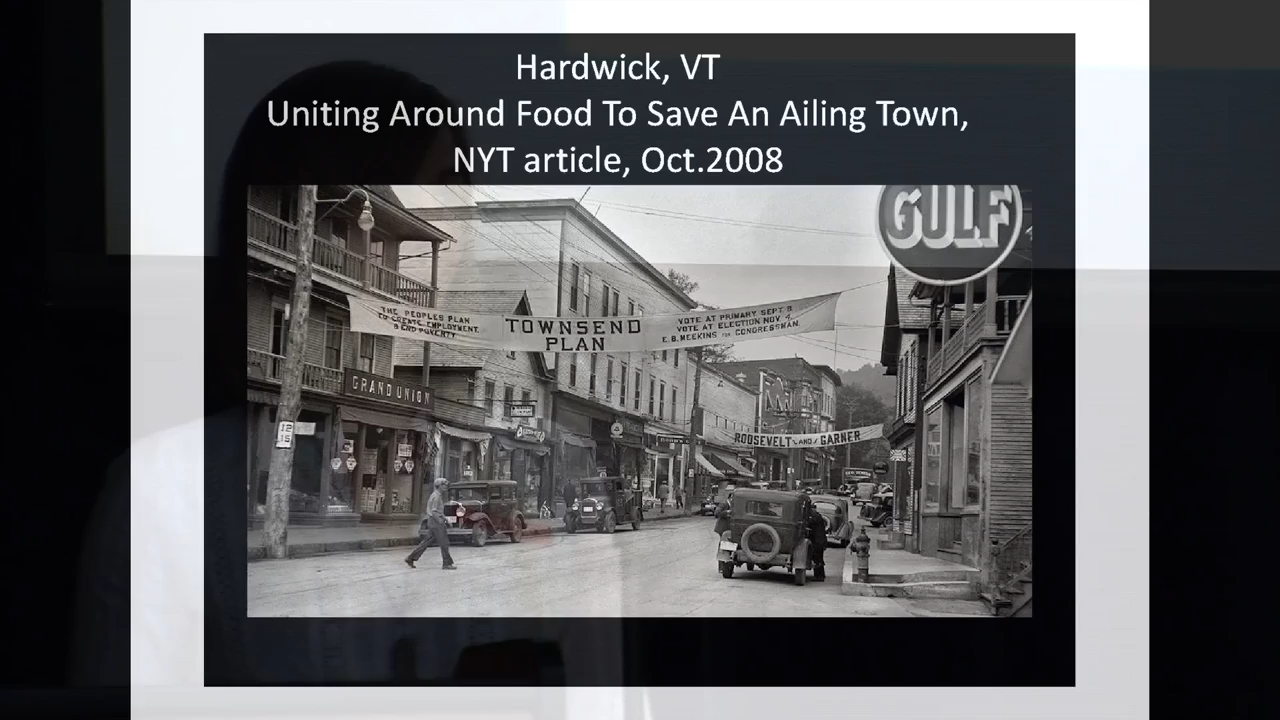 Hardwick, VT
Uniting Around Food To Save An Ailing Town,
NYT article, Oct.2008
GULF
THE PEOPLES PLAN
TO CREATE EMPLOYMENT,
& END POVERTY
TOWNSEND
PLAN
VOTE AT PRIMARY SEPT 8
VOTE AT ELECTION NOV. 4,
E.B. MEEKINS FOR CONGRESSMAN.
GRAND UNION
ROOSEVELT AND GARNER
12
15